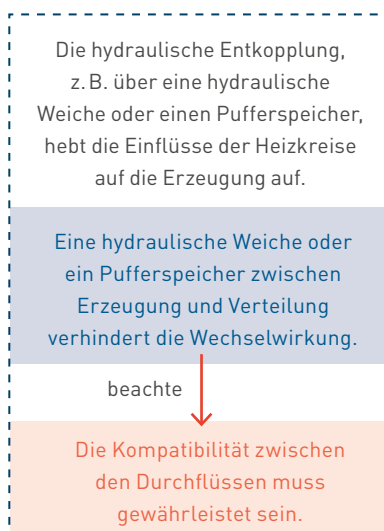 Die hydraulische Entkopplung,
z. B. über eine hydraulische
Weiche oder einen Pufferspeicher,
hebt die Einflüsse der Heizkreise
auf die Erzeugung auf.
Eine hydraulische Weiche oder
ein Pufferspeicher zwischen
Erzeugung und Verteilung
verhindert die Wechselwirkung.
beachte
Die Kompatibilität zwischen
den Durchflüssen muss
gewährleistet sein.